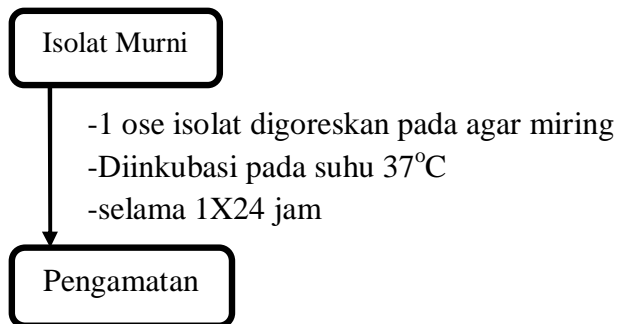 Isolat Murni
-1 ose isolat digoreskan pada agar miring
-Diinkubasi pada suhu 37°C
-selama 1X24 jam
Pengamatan